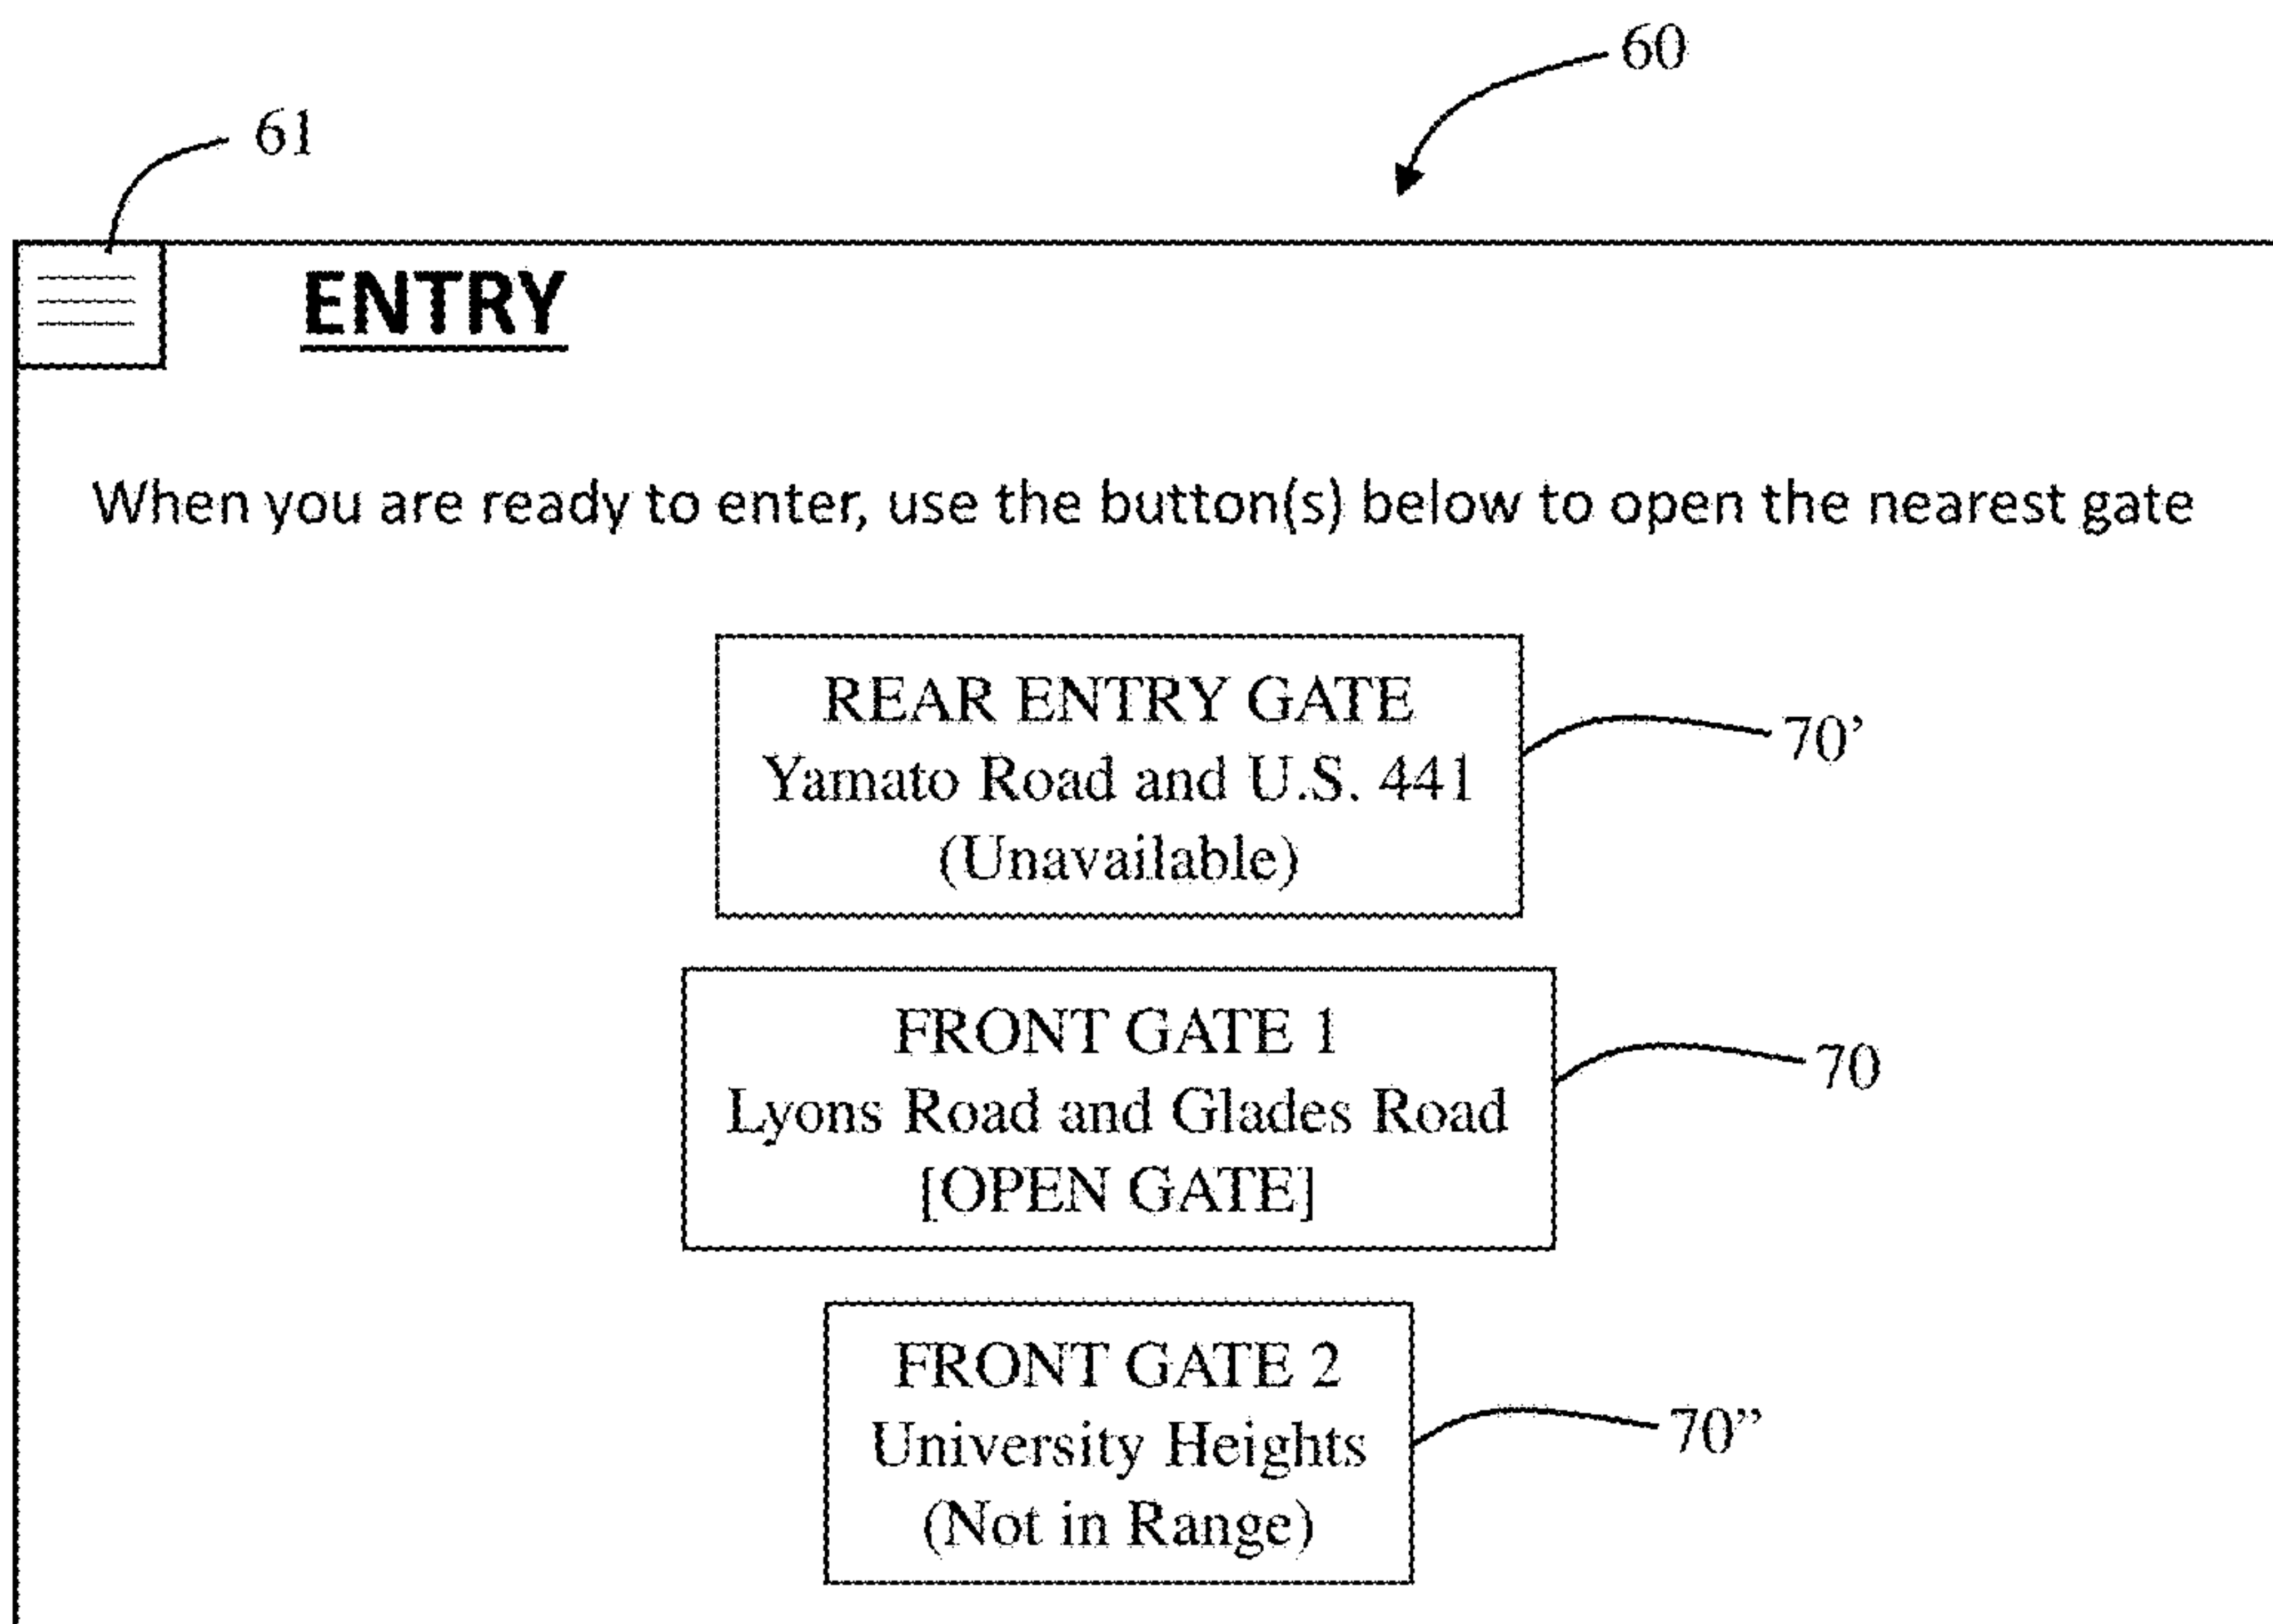 60
61
ENTRY
When you are ready to enter, use the button(s) below to open the nearest gate
REAR ENTRY GATE
Yamato Road and U.S. 441
(Unavailable)
70’
FRONT GATE 1
Lyons Road and Glades Road
[OPEN GATE]
70
FRONT GATE 2
University Heights
(Not in Range)
70”